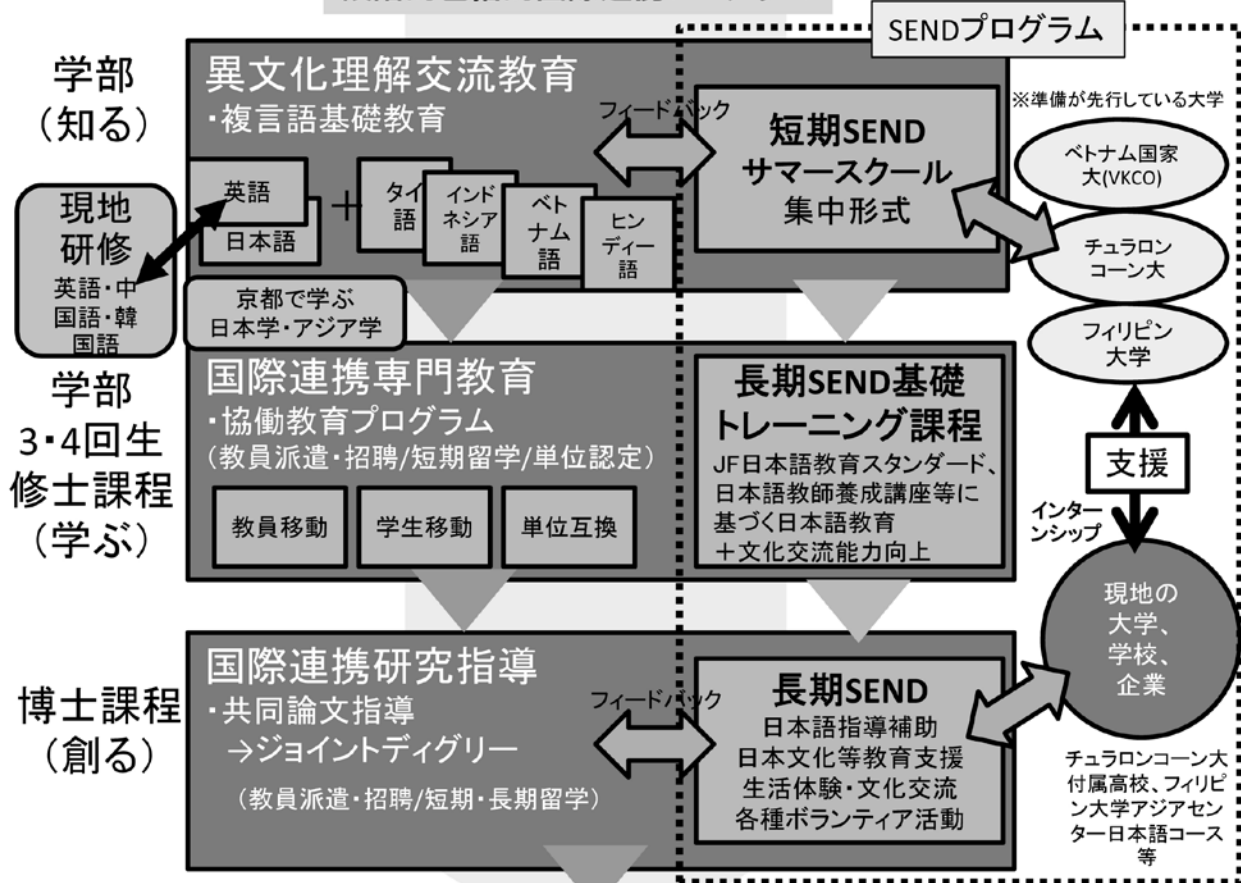 SENDプログラム
学部
(知る)
異文化理解交流教育
・複言語基礎教育
フィードバック
短期SEND
サマースクール
集中形式
※準備が先行している大学
ベトナム国家
大(VKCO)
チュラロン
コーン大
フィリピン
大学
現地
研修
英語・中
国語・韓
国語
英語
日本語
+
タイ
語
インド
ネシア
語
ベト
ナム
語
ヒン
ディー
語
京都で学ぶ
日本学・アジア学
学部
3・4回生
修士課程
(学ぶ)
国際連携専門教育
・協働教育プログラム
(教員派遣・招聘/短期留学/単位認定)
教員移動
学生移動
単位互換
長期SEND基礎
トレーニング課程
JF日本語教育スタンダード、
日本語教師養成講座等に
基づく日本語教育
+文化交流能力向上
支援
インター
ンシップ
現地の
大学、
学校、
企業
博士課程
(創る)
国際連携研究指導
・共同論文指導
→ジョイントディグリー
(教員派遣・招聘/短期・長期留学)
フィードバック
長期SEND
日本語指導補助
日本文化等教育支援
生活体験・文化交流
各種ボランティア活動
チュラロンコーン大
付属高校、フィリピ
ン大学アジアセン
ター日本語コース
等